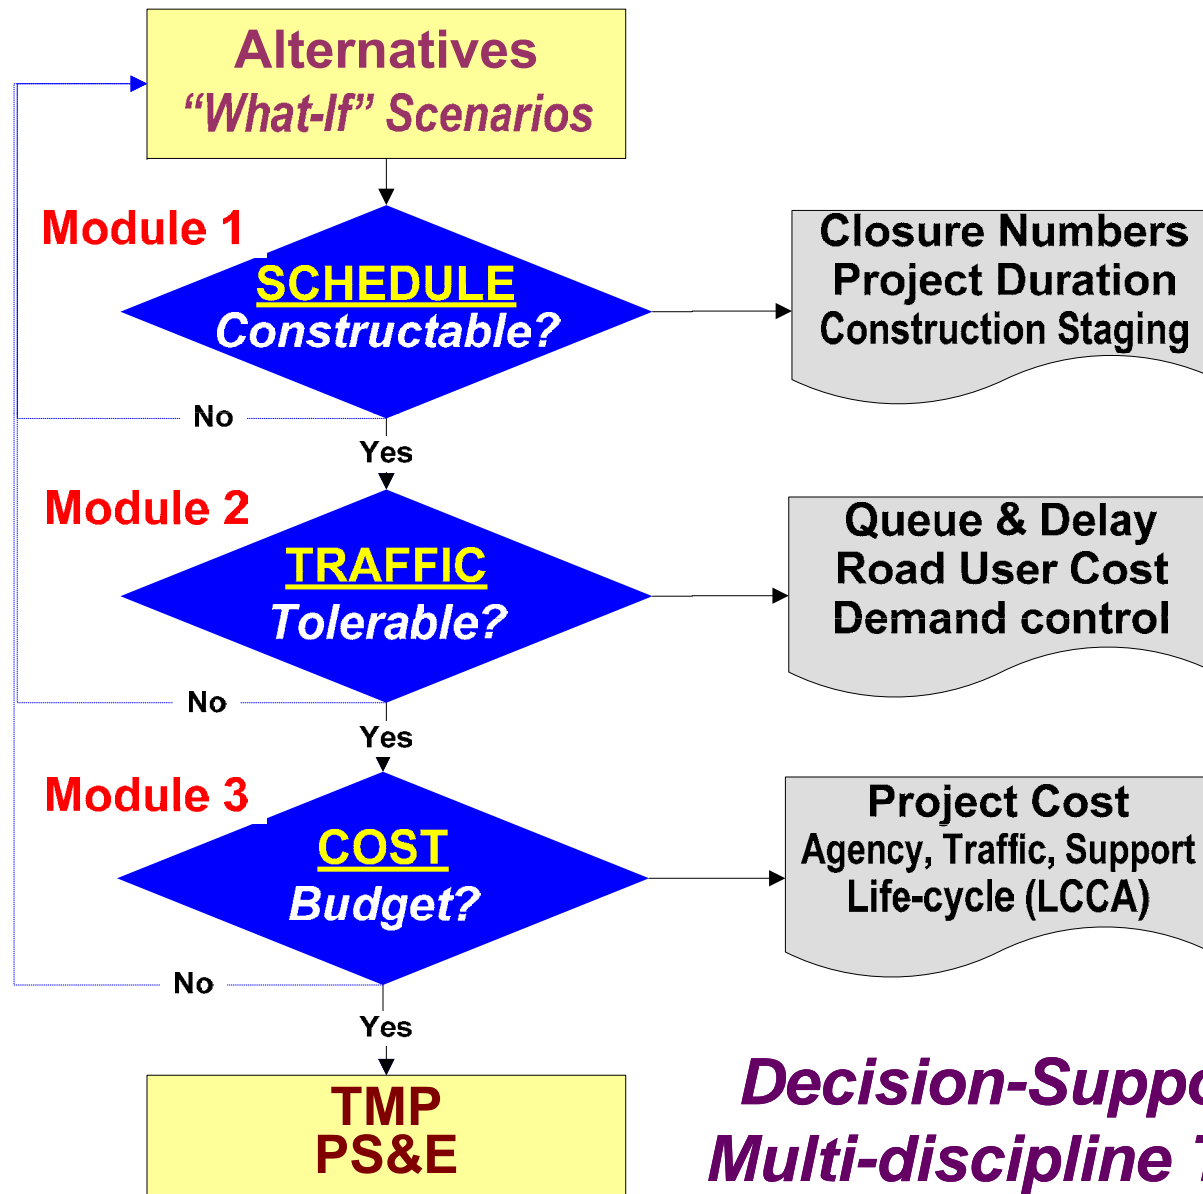 Alternatives
“What-If” Scenarios
Module 1
SCHEDULE
Constructable?
Closure Numbers
Project Duration
Construction Staging
No
Yes
Module 2
TRAFFIC
Tolerable?
Queue & Delay
Road User Cost
Demand control
No
Yes
Module 3
COST
Budget?
Project Cost
Agency, Traffic, Support
Life-cycle (LCCA)
No
Yes
TMP
PS&E
Multi-discipline